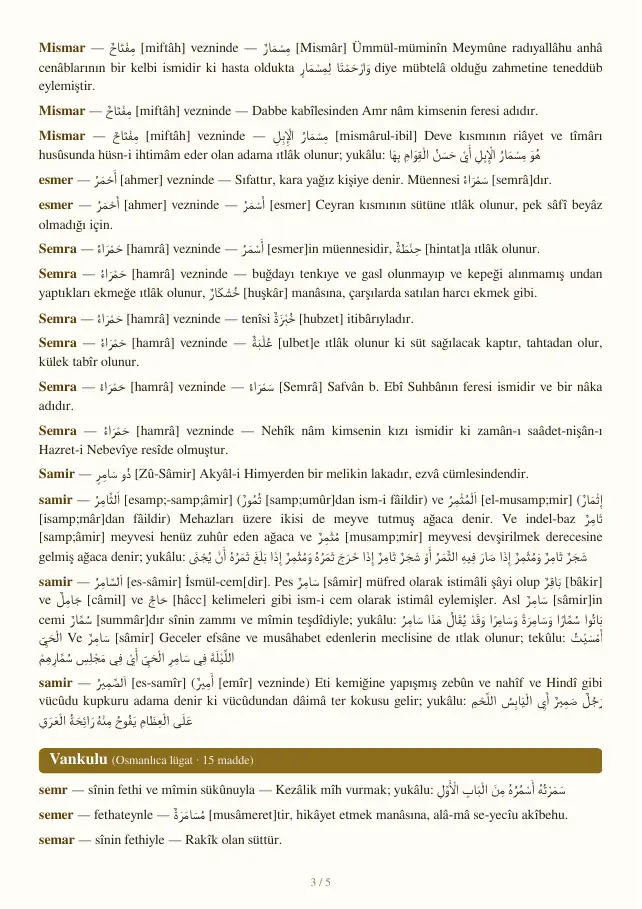 Mismar — مِفْتَاحٌ [miftâh] vezninde — مِسْمَارٌ [Mismâr] Ümmül-müminîn Meymûne radıyallâhu anhâ
cenâblarının bir kelbi ismidir ki hasta oldukta وَارَحْمَتَا لِمِسْمَارٍ diye mübtelâ olduğu zahmetine teneddüb
eylemiştir.
Mismar — مِفْتَاحٌ [miftâh] vezninde — Dabbe kabîlesinden Amr nâm kimsenin feresi adıdır.
Mismar — مِفْتَاحٌ [miftâh] vezninde — مِسْمَارُ الْإِبِلِ [mismârul-ibil] Deve kısmının riâyet ve tîmârı
husûsunda hüsn-i ihtimâm eder olan adama ıtlâk olunur; yukâlu: هُوَ مِسْمَارُ الْإِبِلِ أَيْ حَسَنُ الْقِوَامِ بِهَا
esmer — أَحْمَرُ [ahmer] vezninde — Sıfattır, kara yağız kişiye denir. Müennesi سَمْرَاءُ [semrâ]dır.
esmer — أَحْمَرُ [ahmer] vezninde — أَسْمَرُ [esmer] Ceyran kısmının sütüne ıtlâk olunur, pek sâfî beyâz
olmadığı için.
Semra — حَمْرَاءُ [hamrâ] vezninde — أَسْمَرُ [esmer]in müennesidir, حِنْطَةٌ [hintat]a ıtlâk olunur.
Semra — حَمْرَاءُ [hamrâ] vezninde — buğdayı tenkıye ve gasl olunmayıp ve kepeği alınmamış undan
yaptıkları ekmeğe ıtlâk olunur, خُشْكَارٌ [huşkâr] manâsına, çarşılarda satılan harcı ekmek gibi.
Semra — حَمْرَاءُ [hamrâ] vezninde — tenîsi خُبْزَةٌ [hubzet] itibârıyladır.
Semra — حَمْرَاءُ [hamrâ] vezninde — عُلْبَةٌ [ulbet]e ıtlâk olunur ki süt sağılacak kaptır, tahtadan olur,
külek tabîr olunur.
Semra — حَمْرَاءُ [hamrâ] vezninde — سَمْرَاءُ [Semrâ] Safvân b. Ebî Suhbânın feresi ismidir ve bir nâka
adıdır.
Semra — حَمْرَاءُ [hamrâ] vezninde — Nehîk nâm kimsenin kızı ismidir ki zamân-ı saâdet-nişân-ı
Hazret-i Nebevîye resîde olmuştur.
Samir — ذُو سَامِرٍ [Zû-Sâmir] Akyâl-i Himyerden bir melikin lakadır, ezvâ cümlesindendir.
samir — اَلثَّامِرُ [esamp;-samp;âmir] (ثُمُورٌ [samp;umûr]dan ism-i fâildir) ve اَلْمُثْمِرُ [el-musamp;mir] (إِثْمَارٌ
[isamp;mâr]dan fâildir) Mehazları üzere ikisi de meyve tutmuş ağaca denir. Ve indel-baz ثَامِرٌ
[samp;âmir] meyvesi henüz zuhûr eden ağaca ve مُثْمِرٌ [musamp;mir] meyvesi devşirilmek derecesine
gelmiş ağaca denir; yukâlu: شَجَرٌ ثَامِرٌ وَمُثْمِرٌ إِذَا صَارَ فِيهِ الثَّمَرُ أَوْ شَجَرٌ ثَامِرٌ إِذَا خَرَجَ ثَمَرُهُ وَمُثْمِرٌ إِذَا بَلَغَ ثَمَرُهُ أَنْ يُجْنَى
samir — اَلسَّامِرُ [es-sâmir] İsmül-cem[dir]. Pes سَامِرٌ [sâmir] müfred olarak istimâli şâyi olup بَاقِرٌ [bâkir]
ve جَامِلٌ [câmil] ve حَاجٌّ [hâcc] kelimeleri gibi ism-i cem olarak istimâl eylemişler. Asl سَامِرٌ [sâmir]in
cemi سُمَّارٌ [summâr]dır sînin zammı ve mîmin teşdîdiyle; yukâlu: بَاتُوا سُمَّارًا وَسَامِرَةً وَسَامِرًا وَقَدْ يُقَالُ هَذَا سَامِرُ
الْحَيِّ Ve سَامِرٌ [sâmir] Geceler efsâne ve musâhabet edenlerin meclisine de ıtlak olunur; tekûlu: أَمْسَيْتُ
اللَّيْلَةَ فِي سَامِرِ الْحَيِّ أَيْ فِي مَجْلِسِ سُمَّارِهِمْ
samir — اَلصَّمِيرُ [es-samîr] (أَمِيرٌ [emîr] vezninde) Eti kemiğine yapışmış zebûn ve nahîf ve Hindî gibi
vücûdu kupkuru adama denir ki vücûdundan dâimâ ter kokusu gelir; yukâlu: رَجُلٌ صَمِيرٌ أَيِ الْيَابِسُ اللَّحْمِ
عَلَى الْعِظَامِ يَفُوحُ مِنْهُ رَائِحَةُ الْعَرَقِ
Vankulu (Osmanlıca lügat · 15 madde)
semr — sînin fethi ve mîmin sükûnuyla — Kezâlik mîh vurmak; yukâlu: سَمَرْتُهُ أَسْمُرُهُ مِنَ الْبَابِ الْأَوَّلِ
semer — fethateynle — مُسَامَرَةٌ [musâmeret]tir, hikâyet etmek manâsına, alâ-mâ se-yecîu akîbehu.
semar — sînin fethiyle — Rakîk olan süttür.
3 / 5